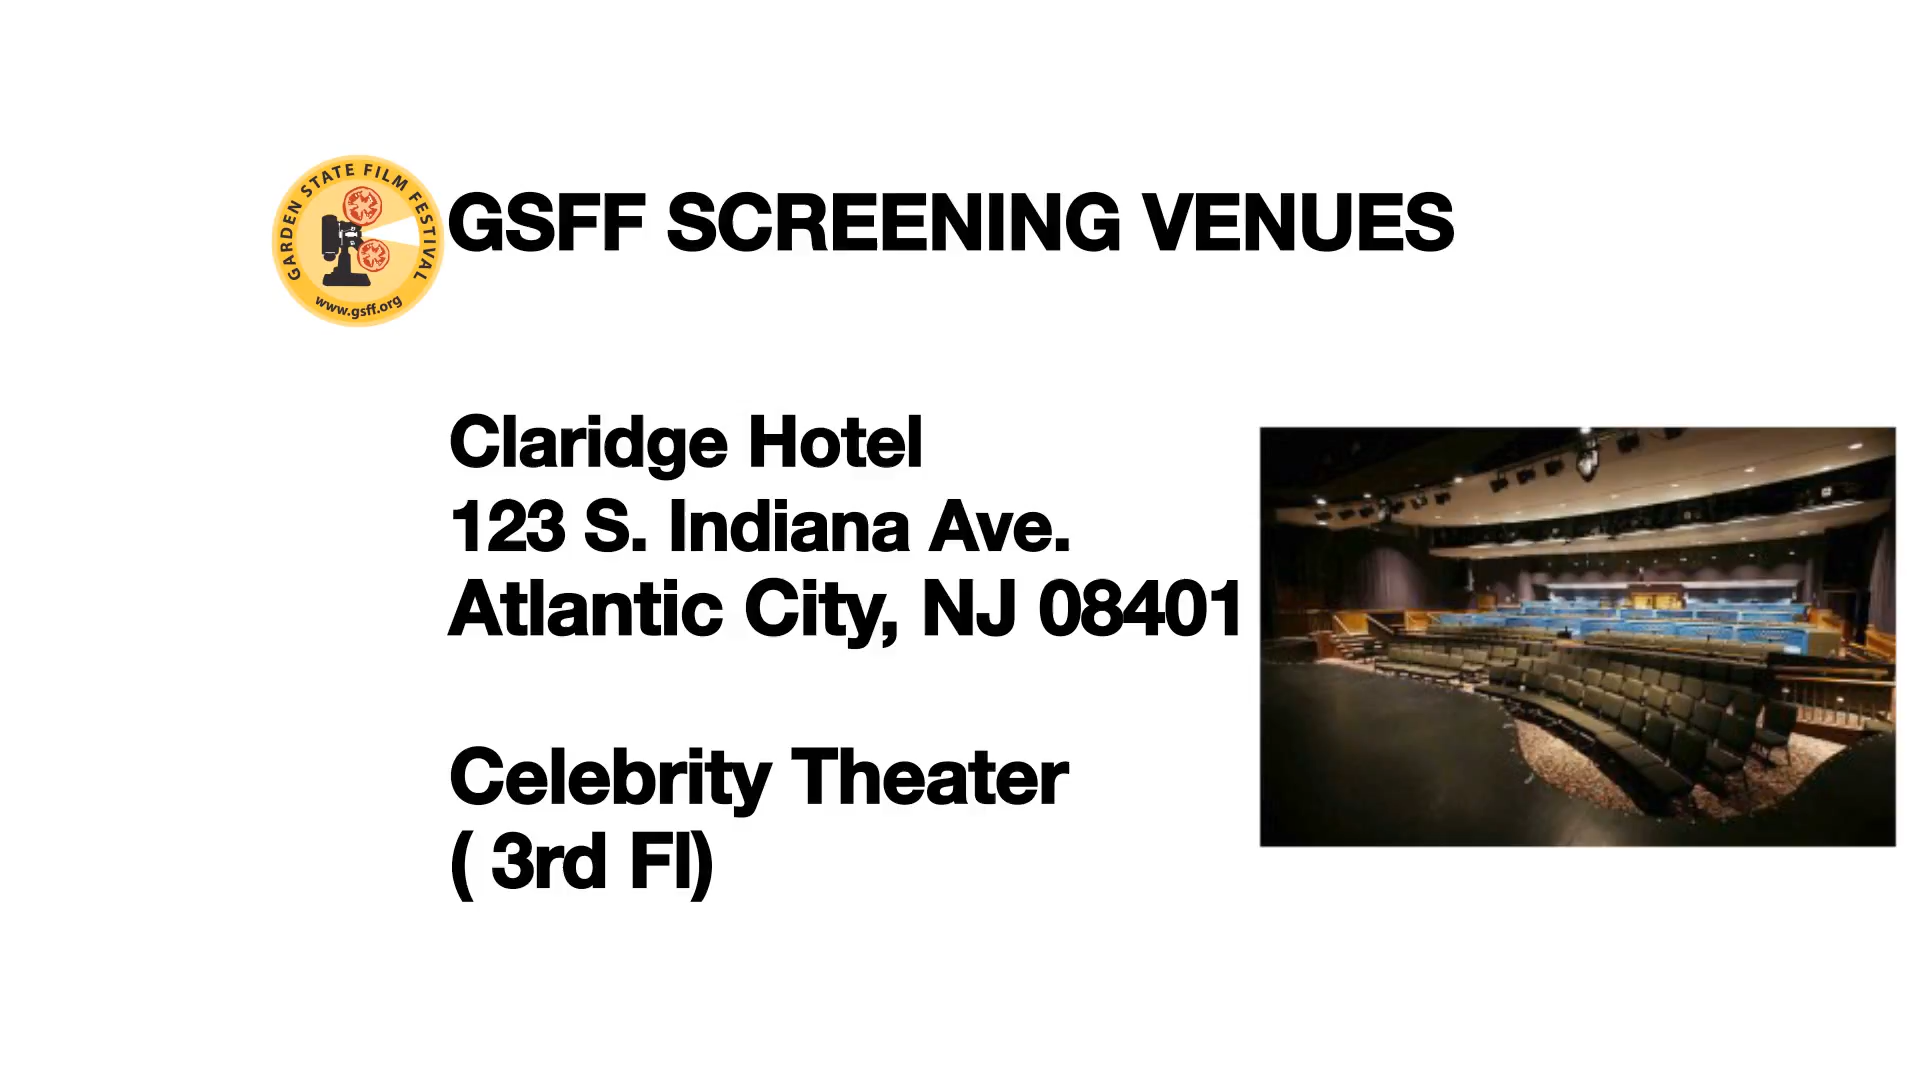 GARDEN STATE FILM FESTIVAL
www.gsff.org
GSFF SCREENING VENUES
Claridge Hotel
123 S. Indiana Ave.
Atlantic City, NJ 08401
Celebrity Theater
( 3rd Fl)